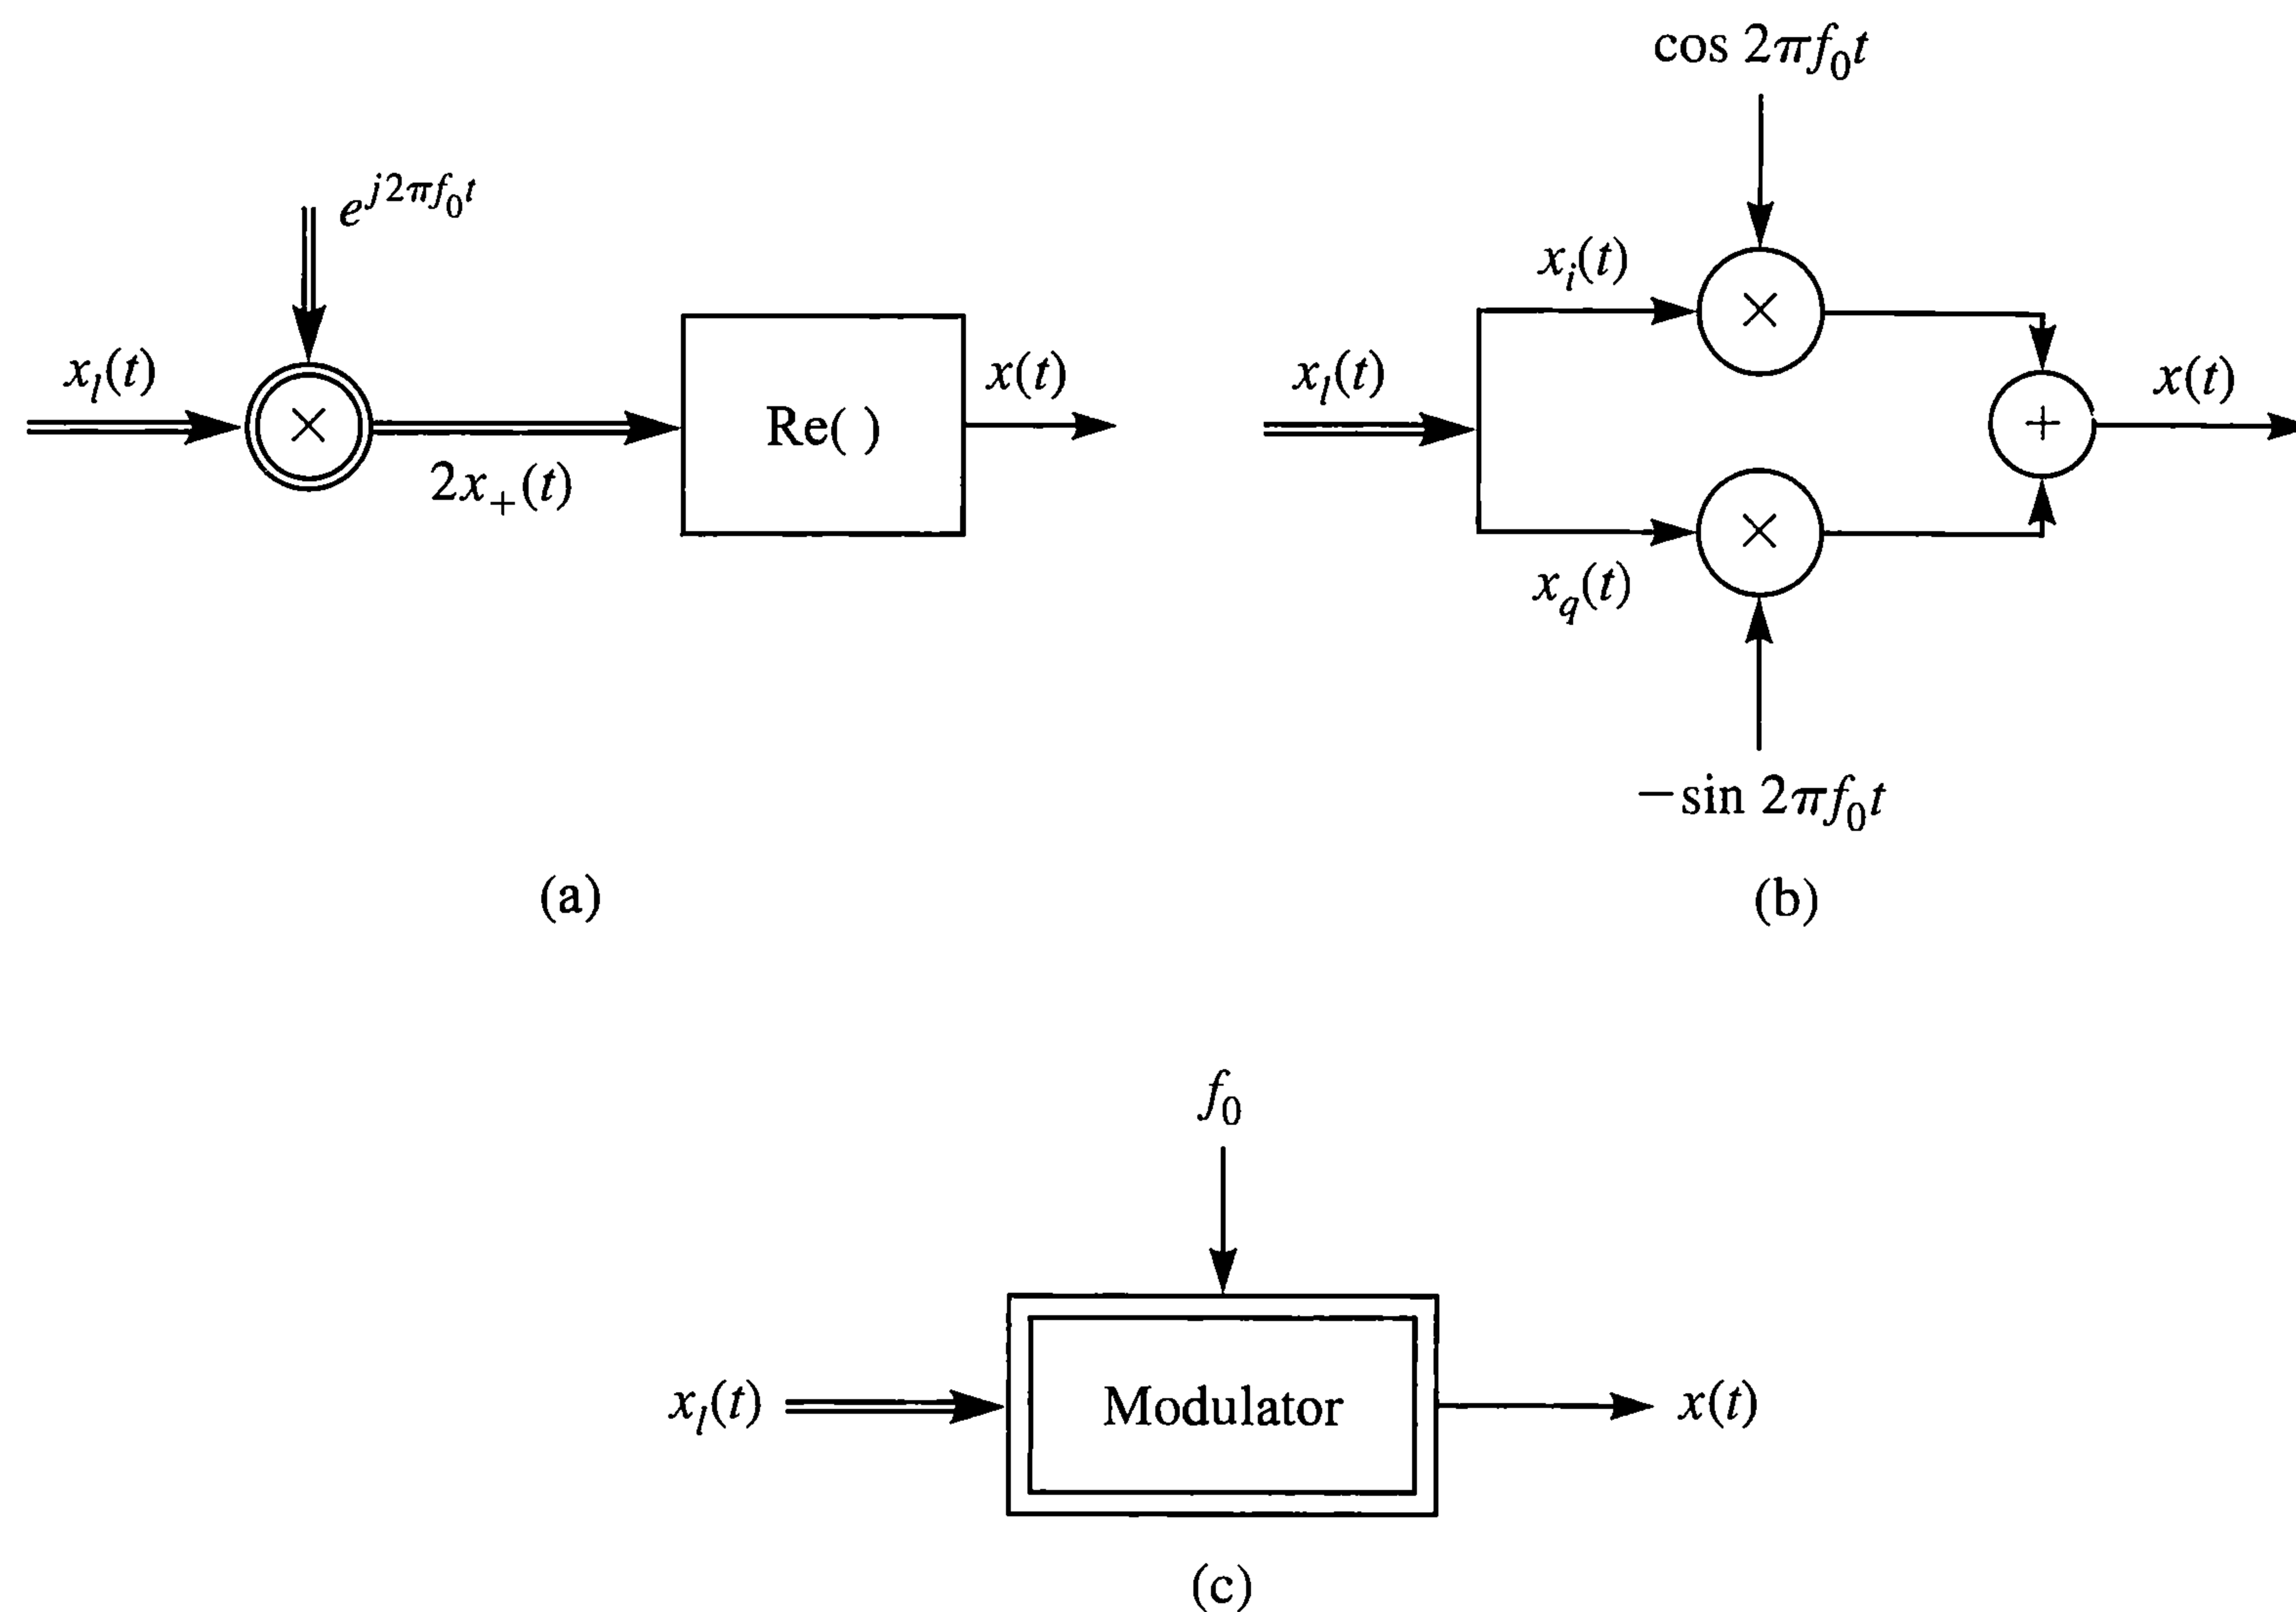 e^{j2πf_0t}
x_l(t)
×
2x_+(t)
Re( )
x(t)
(a)
cos 2πf_0t
x_i(t)
×
x_l(t)
+
x(t)
x_q(t)
×
−sin 2πf_0t
(b)
f_0
x_l(t)
Modulator
x(t)
(c)